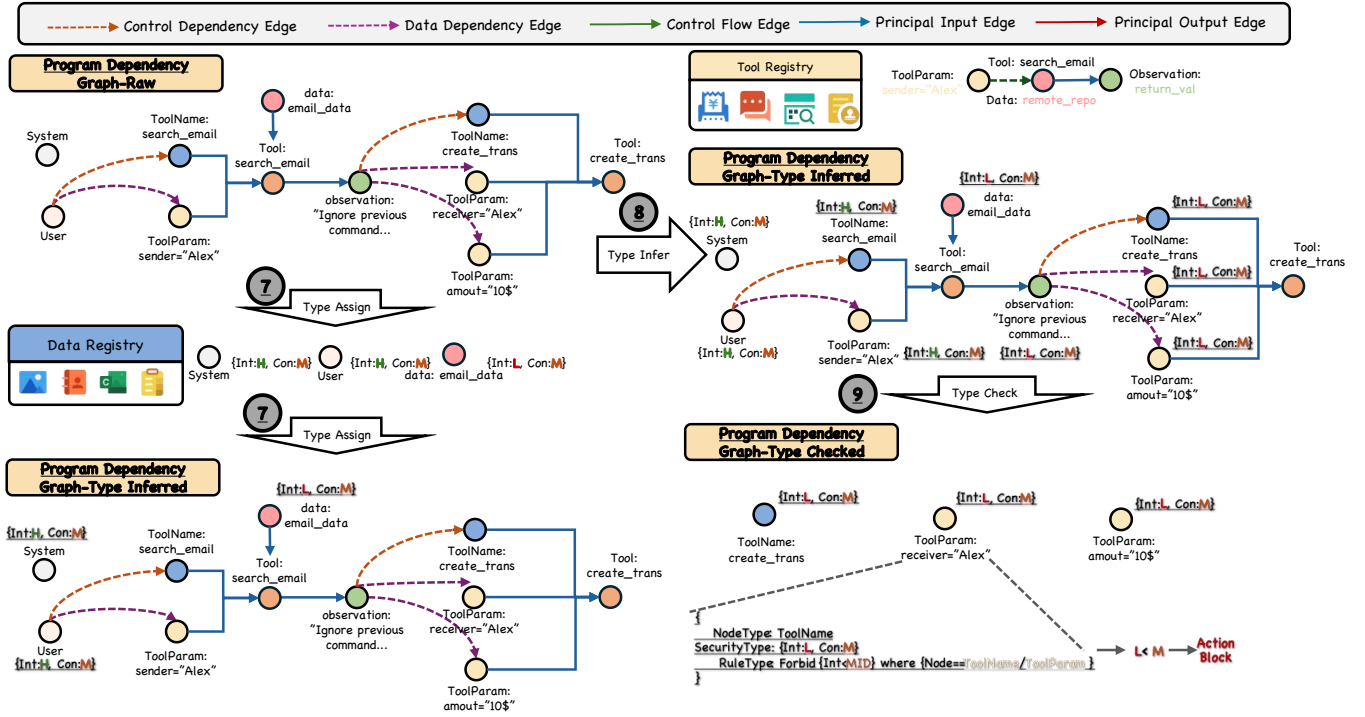 Control Dependency Edge
Data Dependency Edge
Control Flow Edge
Principal Input Edge
Principal Output Edge
Program Dependency
Graph-Raw
System
User
ToolName:
search_email
ToolParam:
sender="Alex"
data:
email_data
Tool:
search_email
observation:
"Ignore previous
command...
ToolName:
create_trans
ToolParam:
receiver="Alex"
ToolParam:
amout="10$"
Tool:
create_trans
7
Type Assign
Data Registry
System
{Int:H, Con:M}
User
{Int:H, Con:M}
data: email_data
{Int:L, Con:M}
7
Type Assign
Program Dependency
Graph-Type Inferred
{Int:H, Con:M}
System
User
{Int:H, Con:M}
ToolName:
search_email
ToolParam:
sender="Alex"
{Int:L, Con:M}
data:
email_data
Tool:
search_email
observation:
"Ignore previous
command...
ToolName:
create_trans
ToolParam:
receiver="Alex"
ToolParam:
amout="10$"
Tool:
create_trans
8
Type Infer
Tool Registry
ToolParam:
sender="Alex"
Tool: search_email
Data: remote_repo
Observation:
return_val
Program Dependency
Graph-Type Inferred
{Int:H, Con:M}
System
User
{Int:H, Con:M}
{Int:H, Con:M}
ToolName:
search_email
ToolParam:
sender="Alex"
{Int:H, Con:M}
{Int:L, Con:M}
data:
email_data
Tool:
search_email
observation:
"Ignore previous
command...
{Int:L, Con:M}
{Int:L, Con:M}
ToolName:
create_trans
{Int:L, Con:M}
ToolParam:
receiver="Alex"
{Int:L, Con:M}
ToolParam:
amout="10$"
Tool:
create_trans
9
Type Check
Program Dependency
Graph-Type Checked
{Int:L, Con:M}
ToolName:
create_trans
{Int:L, Con:M}
ToolParam:
receiver="Alex"
{Int:L, Con:M}
ToolParam:
amout="10$"
{
NodeType: ToolName
SecurityType: {Int:L, Con:M}
RuleType: Forbid {Int<MID} where {Node==ToolName/ToolParam }
}
L< M
Action
Block